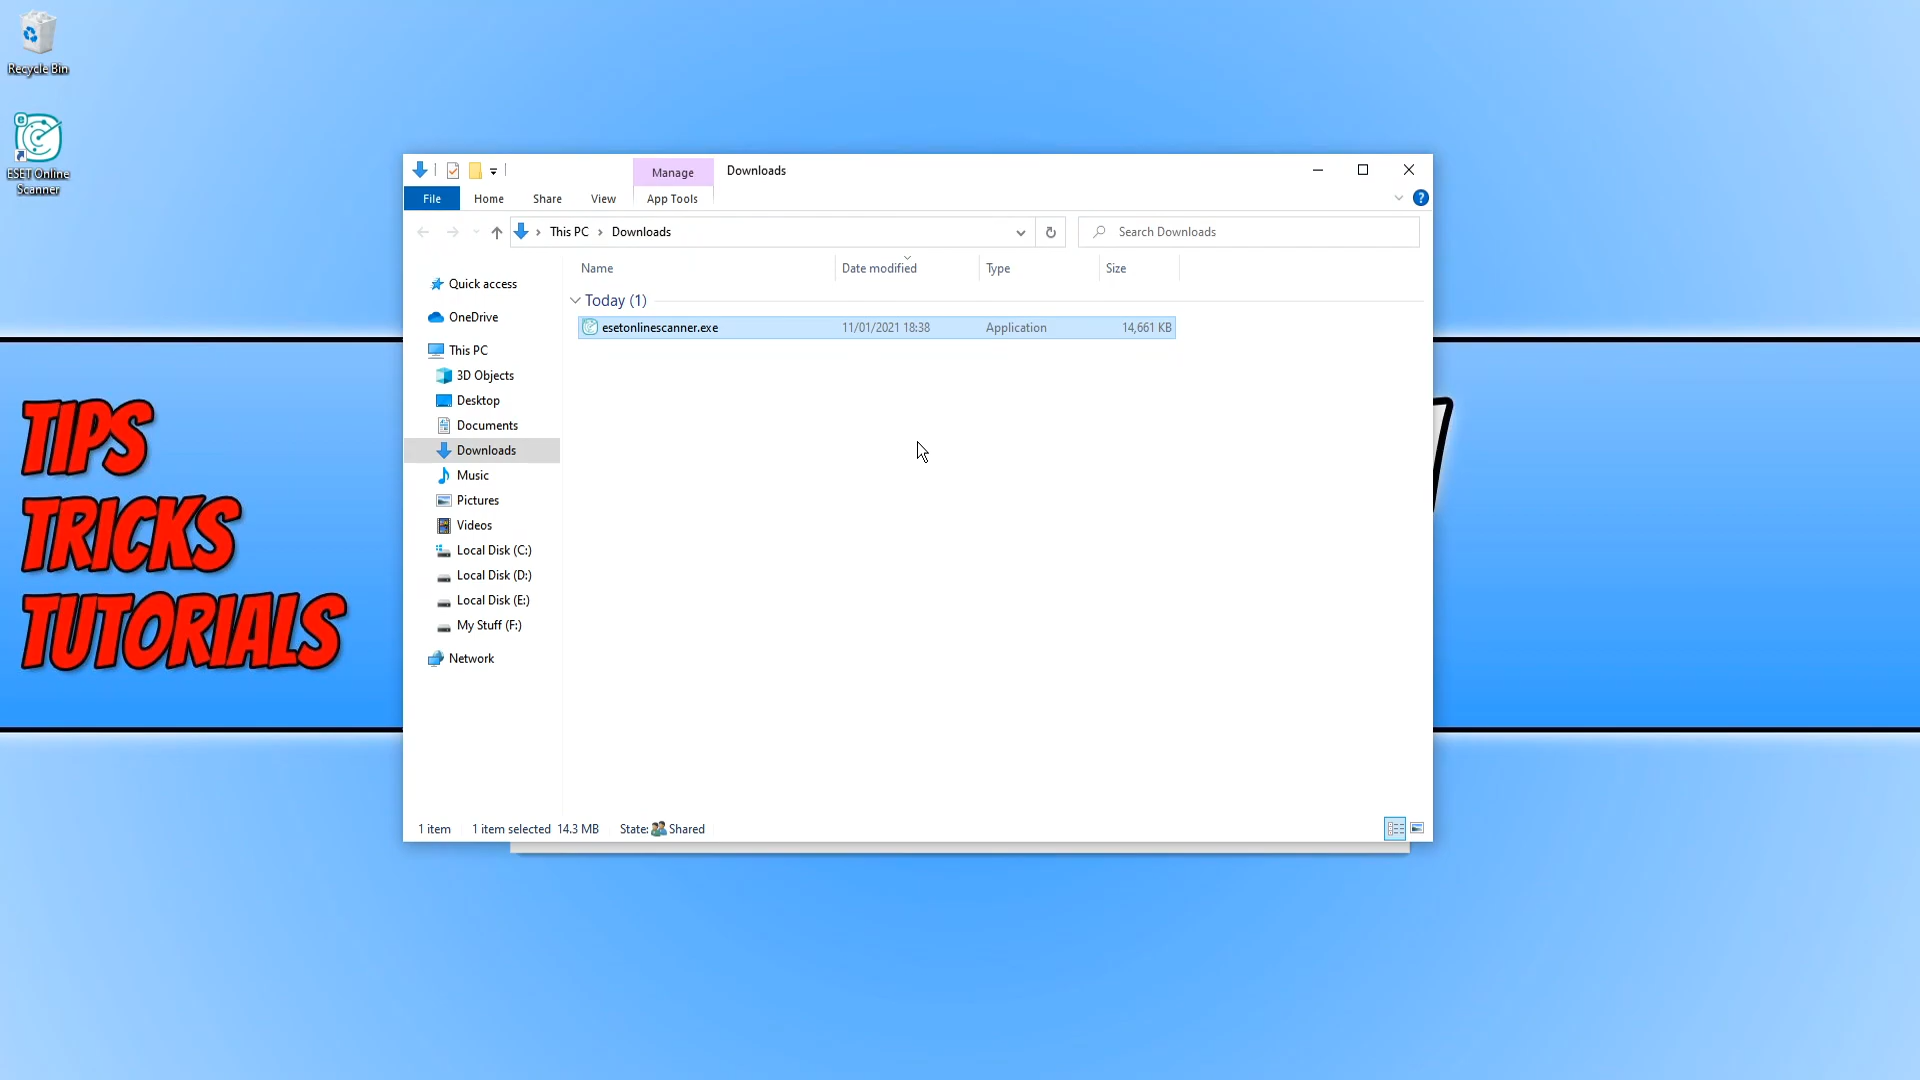 Recycle Bin
ESET Online
Scanner
TIPS
TRICKS
TUTORIALS
Manage
Downloads
File
Home
Share
View
App Tools
This PC
Downloads
Search Downloads
Name
Date modified
Type
Size
Quick access
OneDrive
This PC
3D Objects
Desktop
Documents
Downloads
Music
Pictures
Videos
Local Disk (C:)
Local Disk (D:)
Local Disk (E:)
My Stuff (F:)
Network
Today (1)
esetonlinescanner.exe
11/01/2021 18:38
Application
14,661 KB
1 item
1 item selected 14.3 MB
State: Shared